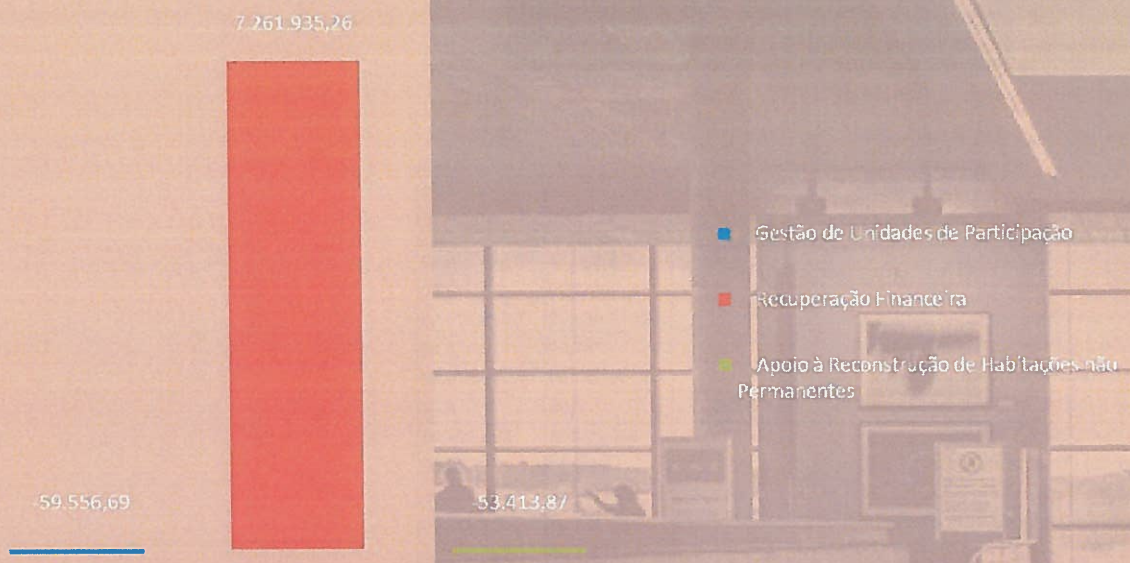 7.261.935,26
Gestão de Unidades de Participação
Recuperação Financeira
Apoio à Reconstrução de Habitações não
Permanentes
-59.556,69
-53.413,87